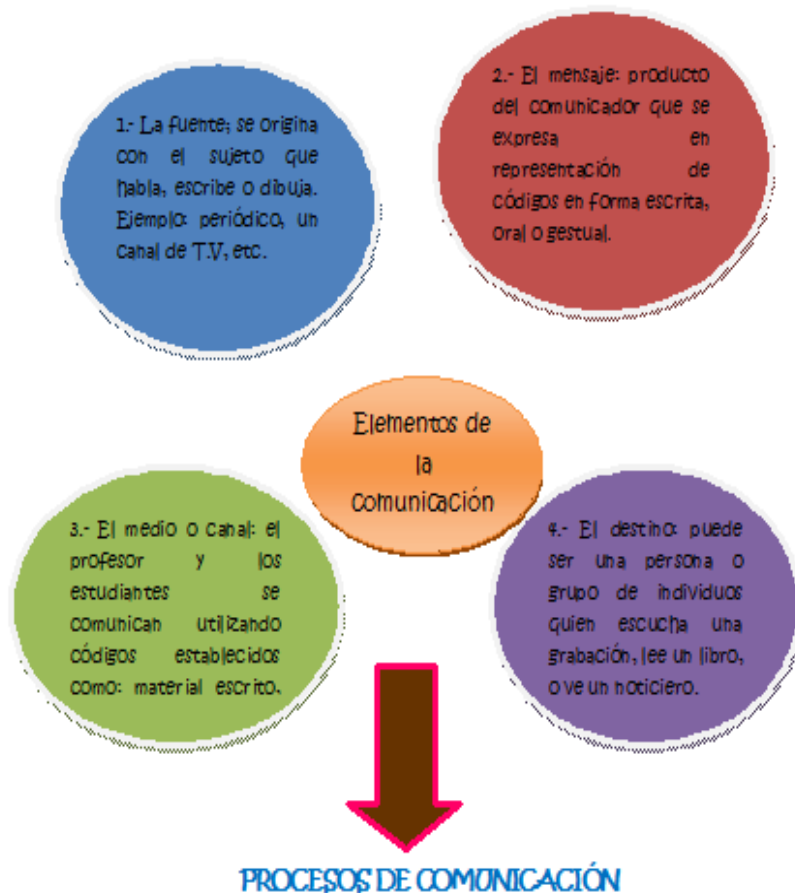 1.- La fuente; se origina
con el sujeto que
habla, escribe o dibuja.
Ejemplo: periódico, un
canal de T.V, etc.
2.- El mensaje: producto
del comunicador que se
expresa en
representación de
códigos en forma escrita,
oral o gestual.
Elementos de
la
comunicación
3.- El medio o canal: el
profesor y los
estudiantes se
comunican utilizando
códigos establecidos
como: material escrito.
4.- El destino: puede
ser una persona o
grupo de individuos
quien escucha una
grabación, lee un libro,
o ve un noticiero.
PROCESOS DE COMUNICACIÓN